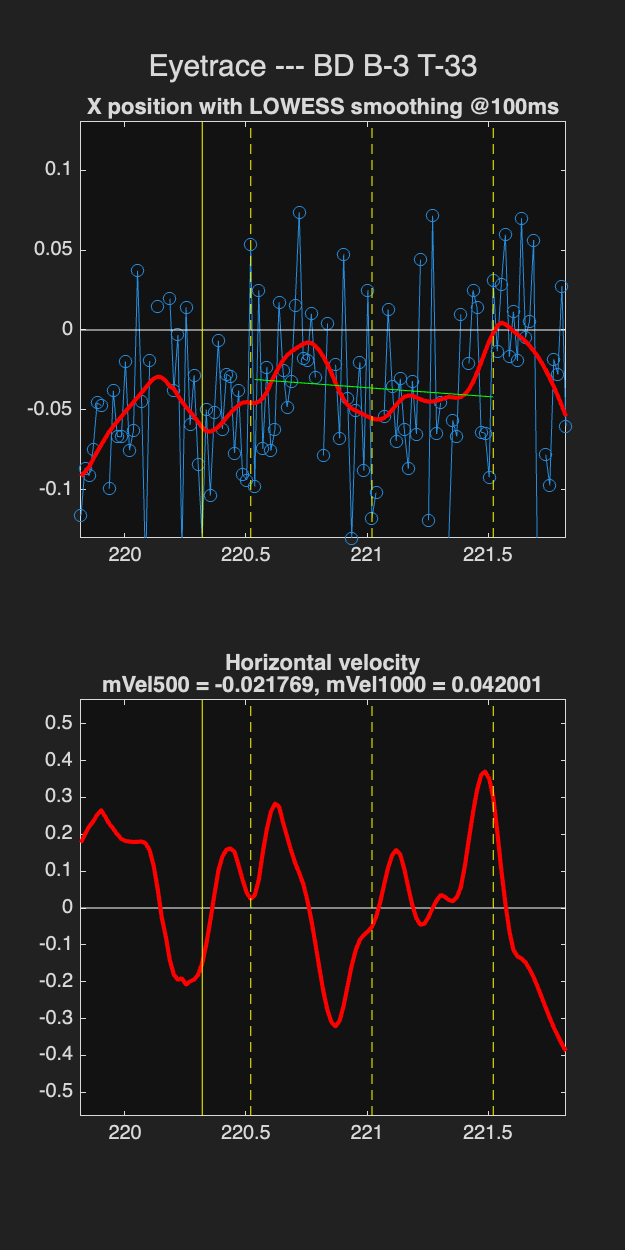 Eyetrace --- BD B-3 T-33
X position with LOWESS smoothing @100ms
0.1
0.05
0
-0.05
-0.1
220 220.5 221 221.5
Horizontal velocity
mVel500 = -0.021769, mVel1000 = 0.042001
0.5
0.4
0.3
0.2
0.1
0
-0.1
-0.2
-0.3
-0.4
-0.5
220 220.5 221 221.5